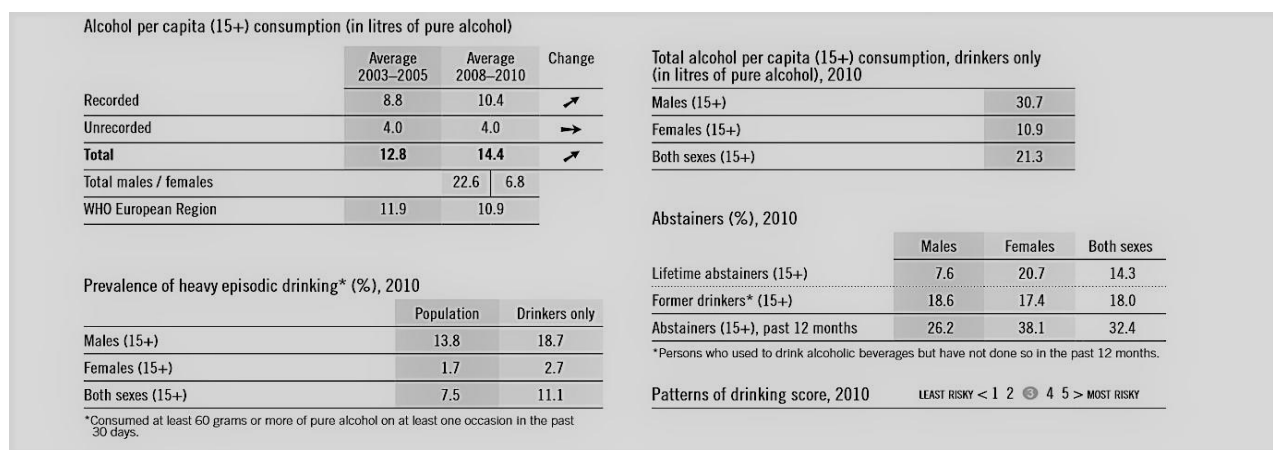 Alcohol per capita (15+) consumption (in litres of pure alcohol)
Average 2003–2005 Average 2008–2010 Change
Recorded 8.8 10.4
Unrecorded 4.0 4.0
Total 12.8 14.4
Total males / females 22.6 6.8
WHO European Region 11.9 10.9
Prevalence of heavy episodic drinking* (%), 2010
Population Drinkers only
Males (15+) 13.8 18.7
Females (15+) 1.7 2.7
Both sexes (15+) 7.5 11.1
*Consumed at least 60 grams or more of pure alcohol on at least one occasion in the past
30 days.
Total alcohol per capita (15+) consumption, drinkers only
(in litres of pure alcohol), 2010
Males (15+) 30.7
Females (15+) 10.9
Both sexes (15+) 21.3
Abstainers (%), 2010
Males Females Both sexes
Lifetime abstainers (15+) 7.6 20.7 14.3
Former drinkers* (15+) 18.6 17.4 18.0
Abstainers (15+), past 12 months 26.2 38.1 32.4
*Persons who used to drink alcoholic beverages but have not done so in the past 12 months.
Patterns of drinking score, 2010 LEAST RISKY < 1 2 3 4 5 > MOST RISKY